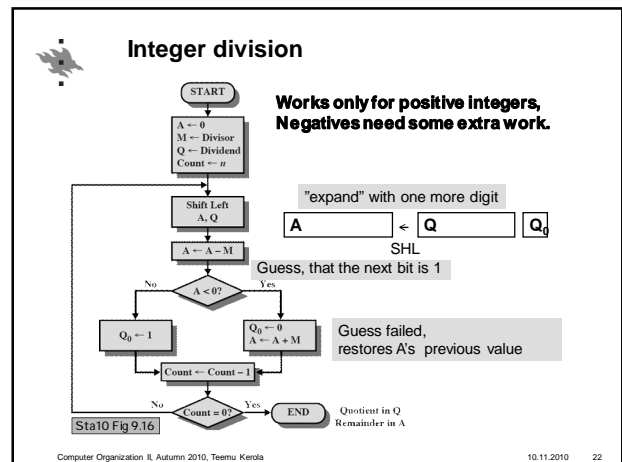 Integer division
START
Works only for positive integers,
Negatives need some extra work.
A ← 0
M ← Divisor
Q ← Dividend
Count ← n
Shift Left
A, Q
"expand" with one more digit
A ← Q Q₀
SHL
A ← A – M
Guess, that the next bit is 1
No A < 0? Yes
Q₀ ← 1
Q₀ ← 0
A ← A + M
Guess failed,
restores A's previous value
Count ← Count – 1
No Count = 0? Yes END Quotient in Q
Remainder in A
Sta10 Fig 9.16
Computer Organization II, Autumn 2010, Teemu Kerola 10.11.2010 22